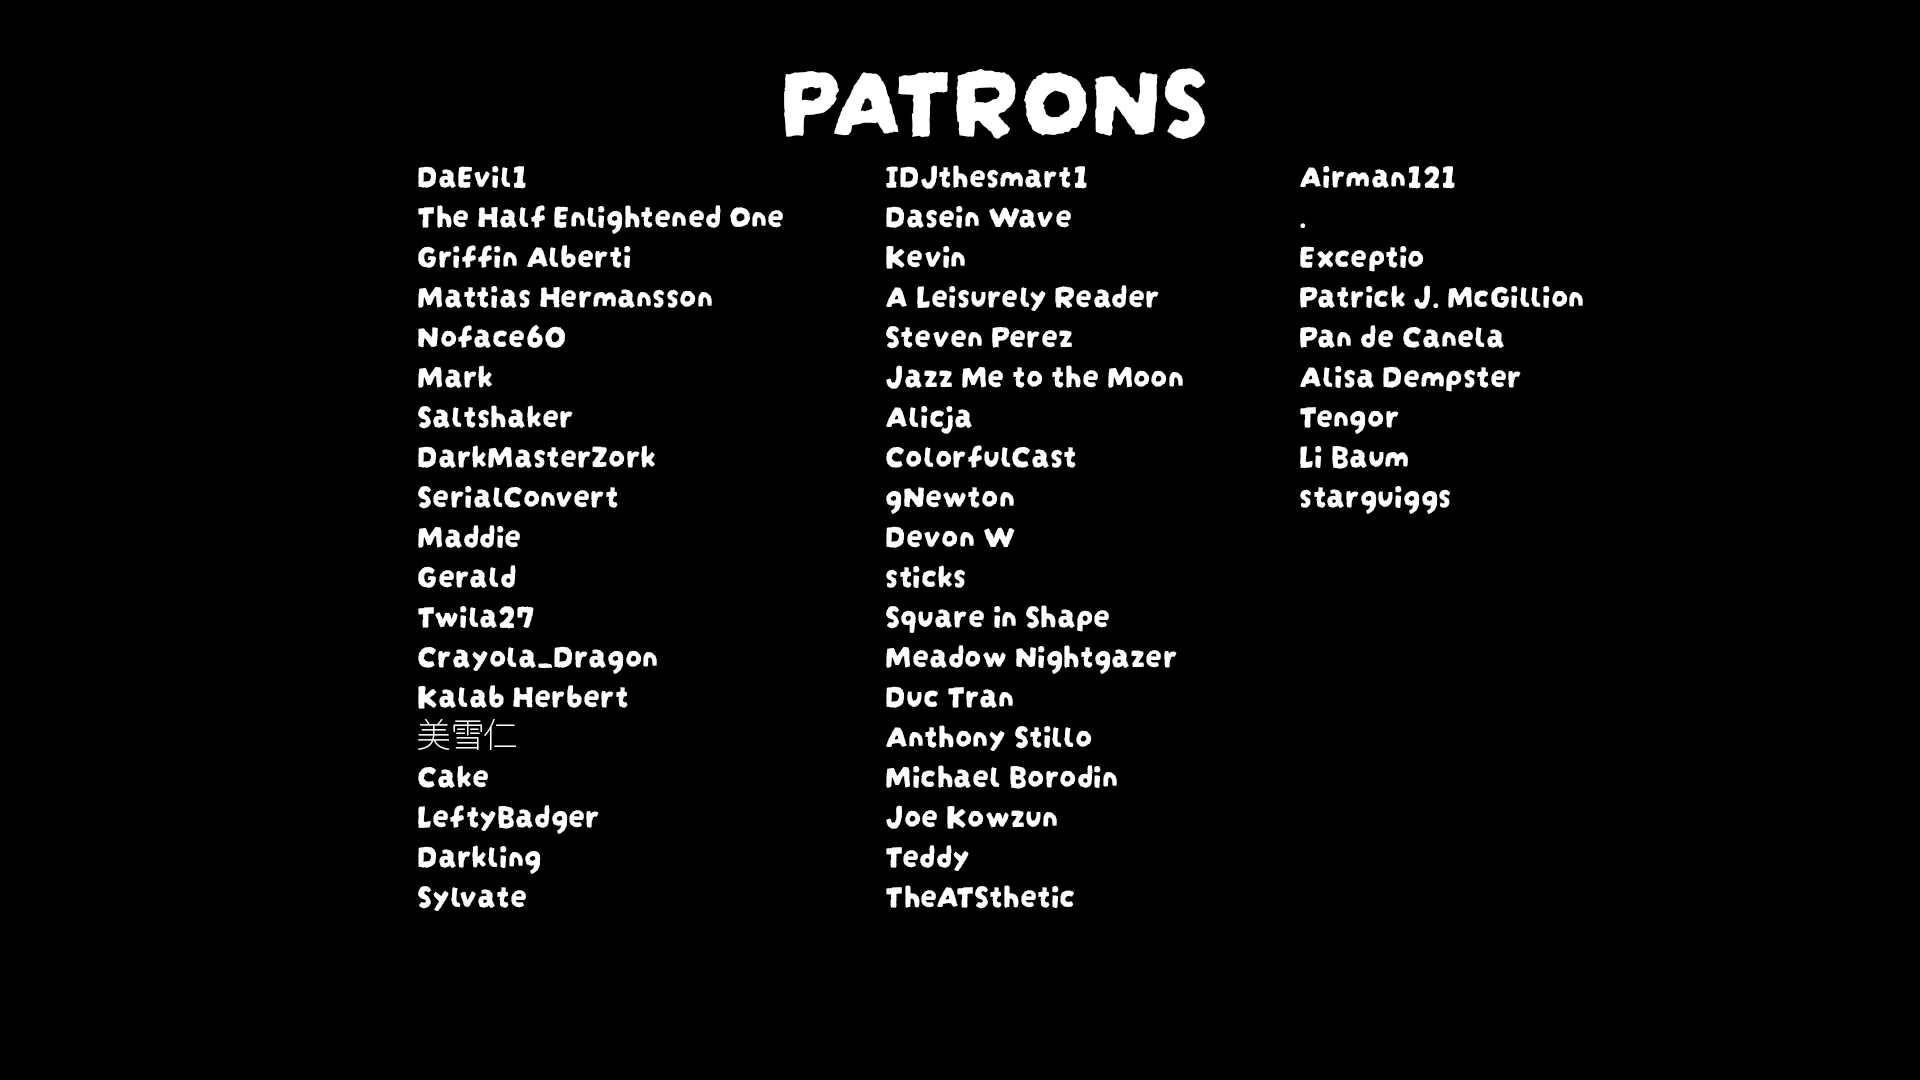 PATRONS
DaEvil1
The Half Enlightened One
Griffin Alberti
Mattias Hermansson
Noface60
Mark
Saltshaker
DarkMasterZork
SerialConvert
Maddie
Gerald
Twila27
Crayola_Dragon
Kalab Herbert
美雪仁
Cake
LeftyBadger
Darkling
Sylvate
IDJthesmart1
Dasein Wave
Kevin
A Leisurely Reader
Steven Perez
Jazz Me to the Moon
Alicja
ColorfulCast
gNewton
Devon W
sticks
Square in Shape
Meadow Nightgazer
Duc Tran
Anthony Stillo
Michael Borodin
Joe Kowzun
Teddy
TheATSthetic
Airman121
.
Exceptio
Patrick J. McGillion
Pan de Canela
Alisa Dempster
Tengor
Li Baum
starguiggs